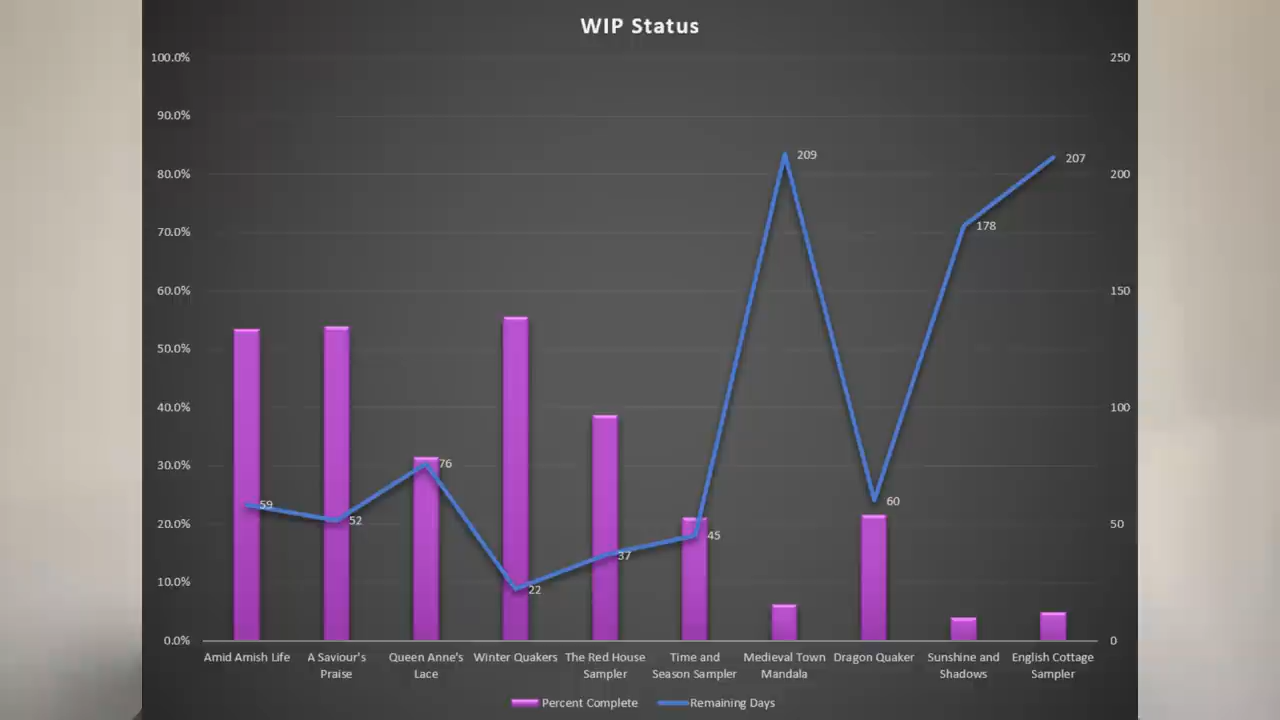 WIP Status
100.0%
90.0%
80.0%
70.0%
60.0%
50.0%
40.0%
30.0%
20.0%
10.0%
0.0%
250
200
150
100
50
0
59
52
76
22
37
45
209
60
178
207
Amid Amish Life
A Saviour's
Praise
Queen Anne's
Lace
Winter Quakers
The Red House
Sampler
Time and
Season Sampler
Medieval Town
Mandala
Dragon Quaker
Sunshine and
Shadows
English Cottage
Sampler
Percent Complete
Remaining Days